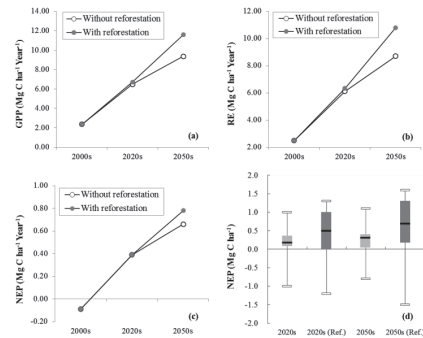 GPP (Mg C ha⁻¹ Year⁻¹)
14.00
12.00
10.00
8.00
6.00
4.00
2.00
0.00
Without reforestation
With reforestation
(a)
2000s 2020s 2050s
RE (Mg C ha⁻¹ Year⁻¹)
12.00
10.00
8.00
6.00
4.00
2.00
Without reforestation
With reforestation
(b)
2000s 2020s 2050s
NEP (Mg C ha⁻¹ Year⁻¹)
1.00
0.80
0.60
0.40
0.20
0.00
-0.20
Without reforestation
With reforestation
(c)
2000s 2020s 2050s
NEP (Mg C ha⁻¹)
2.0
1.5
1.0
0.5
0.0
-0.5
-1.0
-1.5
-2.0
(d)
2020s 2020s (Ref.) 2050s 2050s (Ref.)